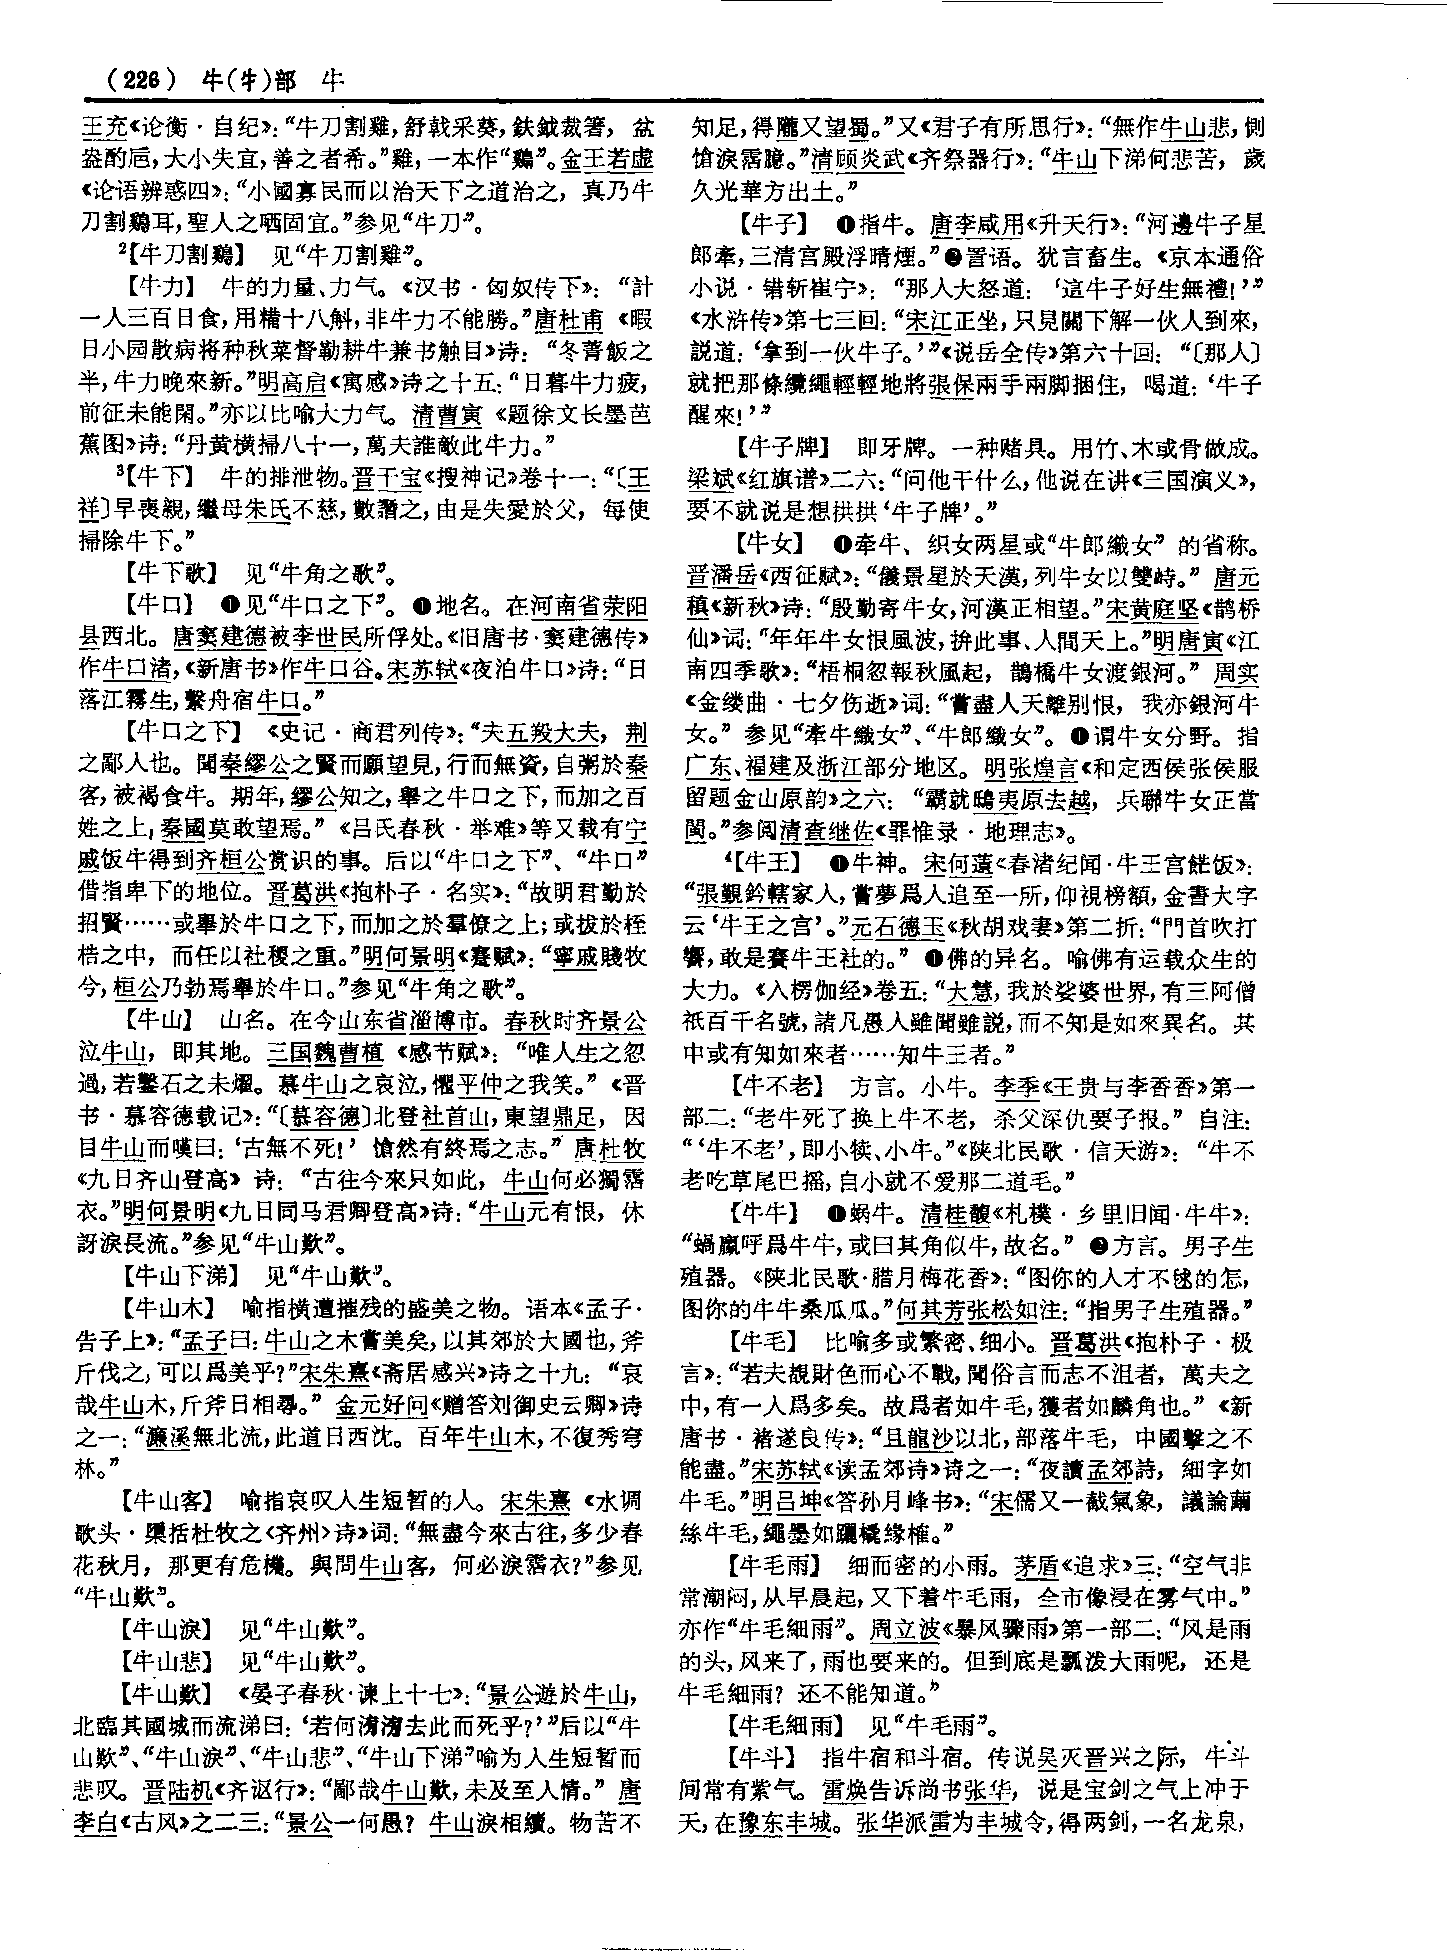 （226） 牛(牜)部 牛
王充《论衡·自纪》：“牛刀割雞，舒戟采葵，鈇鉞裁箸，盆
盎酌卮，大小失宜，善之者希。”雞，一本作“鷄”。金王若虚
《论语辨惑四》：“小國寡民而以治天下之道治之，真乃牛
刀割鷄耳，聖人之哂固宜。”参见“牛刀”。
²【牛刀割鷄】 见“牛刀割雞”。
【牛力】 牛的力量、力气。《汉书·匈奴传下》：“計
一人三百日食，用糒十八斛，非牛力不能勝。”唐杜甫《暇
日小园散病将种秋菜督勒耕牛兼书触目》诗：“冬菁飯之
半，牛力晚來新。”明高启《寓感》诗之十五：“日暮牛力疲，
前征未能閑。”亦以比喻大力气。清曹寅《题徐文长墨芭
蕉图》诗：“丹黄横掃八十一，萬夫誰敵此牛力。”
³【牛下】 牛的排泄物。晋干宝《搜神记》卷十一：“〔王
祥〕早喪親，繼母朱氏不慈，數譖之，由是失愛於父，每使
掃除牛下。”
【牛下歌】 见“牛角之歌”。
【牛口】 ❶见“牛口之下”。❶地名。在河南省荥阳
县西北。唐窦建德被李世民所俘处。《旧唐书·窦建德传》
作牛口渚，《新唐书》作牛口谷。宋苏轼《夜泊牛口》诗：“日
落江霧生，繫舟宿牛口。”
【牛口之下】 《史记·商君列传》：“夫五羖大夫，荆
之鄙人也。聞秦繆公之賢而願望見，行而無資，自粥於秦
客，被褐食牛。期年，繆公知之，舉之牛口之下，而加之百
姓之上，秦國莫敢望焉。”《吕氏春秋·举难》等又载有宁
戚饭牛得到齐桓公赏识的事。后以“牛口之下”、“牛口”
借指卑下的地位。晋葛洪《抱朴子·名实》：“故明君勤於
招賢……或舉於牛口之下，而加之於羣僚之上；或拔於桎
梏之中，而任以社稷之重。”明何景明《蹇赋》：“寧戚賤牧
今，桓公乃勃焉舉於牛口。”参见“牛角之歌”。
【牛山】 山名。在今山东省淄博市。春秋时齐景公
泣牛山，即其地。三国魏曹植《感节赋》：“唯人生之忽
過，若鑿石之未燿。慕牛山之哀泣，懼平仲之我笑。”《晋
书·慕容德载记》：“〔慕容德〕北登社首山，東望鼎足，因
目牛山而嘆曰：‘古無不死！’愴然有終焉之志。”唐杜牧
《九日齐山登高》诗：“古往今來只如此，牛山何必獨霑
衣。”明何景明《九日同马君卿登高》诗：“牛山元有恨，休
訝淚長流。”参见“牛山歎”。
【牛山下涕】 见“牛山歎”。
【牛山木】 喻指横遭摧残的盛美之物。语本《孟子·
告子上》：“孟子曰：牛山之木嘗美矣，以其郊於大國也，斧
斤伐之，可以爲美乎？”宋朱熹《斋居感兴》诗之十九：“哀
哉牛山木，斤斧日相尋。”金元好问《赠答刘御史云卿》诗
之一：“濂溪無北流，此道日西沈。百年牛山木，不復秀穹
林。”
【牛山客】 喻指哀叹人生短暂的人。宋朱熹《水调
歌头·隳括杜牧之〈齐州〉诗》词：“無盡今來古往，多少春
花秋月，那更有危機。與問牛山客，何必淚霑衣？”参见
“牛山歎”。
【牛山淚】 见“牛山歎”。
【牛山悲】 见“牛山歎”。
【牛山歎】 《晏子春秋·谏上十七》：“景公遊於牛山，
北臨其國城而流涕曰：‘若何滂滂去此而死乎？’”后以“牛
山歎”、“牛山淚”、“牛山悲”、“牛山下涕”喻为人生短暂而
悲叹。晋陆机《齐讴行》：“鄙哉牛山歎，未及至人情。”唐
李白《古风》之二三：“景公一何愚？牛山淚相續。物苦不
知足，得隴又望蜀。”又《君子有所思行》：“無作牛山悲，惻
愴淚霑臆。”清顾炎武《齐祭器行》：“牛山下涕何悲苦，歲
久光華方出土。”
【牛子】 ❶指牛。唐李咸用《升天行》：“河邊牛子星
郎牽，三清宫殿浮晴煙。”❷詈语。犹言畜生。《京本通俗
小说·错斩崔宁》：“那人大怒道：‘這牛子好生無禮！’”
《水浒传》第七三回：“宋江正坐，只見關下解一伙人到來，
説道：‘拿到一伙牛子。’”《说岳全传》第六十回：“〔那人〕
就把那條纜繩輕輕地將張保兩手兩脚捆住，喝道：‘牛子
醒來！’”
【牛子牌】 即牙牌。一种赌具。用竹、木或骨做成。
梁斌《红旗谱》二六：“问他干什么，他说在讲《三国演义》，
要不就说是想拱拱‘牛子牌’。”
【牛女】 ❶牵牛、织女两星或“牛郎織女”的省称。
晋潘岳《西征赋》：“儀景星於天漢，列牛女以雙峙。”唐元
稹《新秋》诗：“殷勤寄牛女，河漢正相望。”宋黄庭坚《鹊桥
仙》词：“年年牛女恨風波，拚此事、人間天上。”明唐寅《江
南四季歌》：“梧桐忽報秋風起，鵲橋牛女渡銀河。”周实
《金缕曲·七夕伤逝》词：“嘗盡人天離别恨，我亦銀河牛
女。”参见“牽牛織女”、“牛郎織女”。❶谓牛女分野。指
广东、福建及浙江部分地区。明张煌言《和定西侯张侯服
留题金山原韵》之六：“霸就鴟夷原去越，兵聯牛女正當
閩。”参阅清查继佐《罪惟录·地理志》。
⁴【牛王】 ❶牛神。宋何薳《春渚纪闻·牛王宫餽饭》：
“張觀鈐轄家人，嘗夢爲人追至一所，仰視榜額，金書大字
云‘牛王之宫’。”元石德玉《秋胡戏妻》第二折：“門首吹打
響，敢是賽牛王社的。”❶佛的异名。喻佛有运载众生的
大力。《入楞伽经》卷五：“大慧，我於娑婆世界，有三阿僧
祇百千名號，諸凡愚人雖聞雖説，而不知是如來異名。其
中或有知如來者……知牛王者。”
【牛不老】 方言。小牛。李季《王贵与李香香》第一
部二：“老牛死了换上牛不老，杀父深仇要子报。”自注：
“‘牛不老’，即小犊、小牛。”《陕北民歌·信天游》：“牛不
老吃草尾巴摇，自小就不爱那二道毛。”
【牛牛】 ❶蜗牛。清桂馥《札樸·乡里旧闻·牛牛》：
“蝸蠃呼爲牛牛，或曰其角似牛，故名。”❷方言。男子生
殖器。《陕北民歌·腊月梅花香》：“图你的人才不毬的怎，
图你的牛牛桑瓜瓜。”何其芳张松如注：“指男子生殖器。”
【牛毛】 比喻多或繁密、细小。晋葛洪《抱朴子·极
言》：“若夫覩財色而心不戰，聞俗言而志不沮者，萬夫之
中，有一人爲多矣。故爲者如牛毛，獲者如麟角也。”《新
唐书·褚遂良传》：“且龍沙以北，部落牛毛，中國擊之不
能盡。”宋苏轼《读孟郊诗》诗之一：“夜讀孟郊詩，細字如
牛毛。”明吕坤《答孙月峰书》：“宋儒又一截氣象，議論繭
絲牛毛，繩墨如躡橇緣榷。”
【牛毛雨】 细而密的小雨。茅盾《追求》三：“空气非
常潮闷，从早晨起，又下着牛毛雨，全市像浸在雾气中。”
亦作“牛毛細雨”。周立波《暴风骤雨》第一部二：“风是雨
的头，风来了，雨也要来的。但到底是瓢泼大雨呢，还是
牛毛細雨？还不能知道。”
【牛毛細雨】 见“牛毛雨”。
【牛斗】 指牛宿和斗宿。传说吴灭晋兴之际，牛斗
间常有紫气。雷焕告诉尚书张华，说是宝剑之气上冲于
天，在豫东丰城。张华派雷为丰城令，得两剑，一名龙泉，